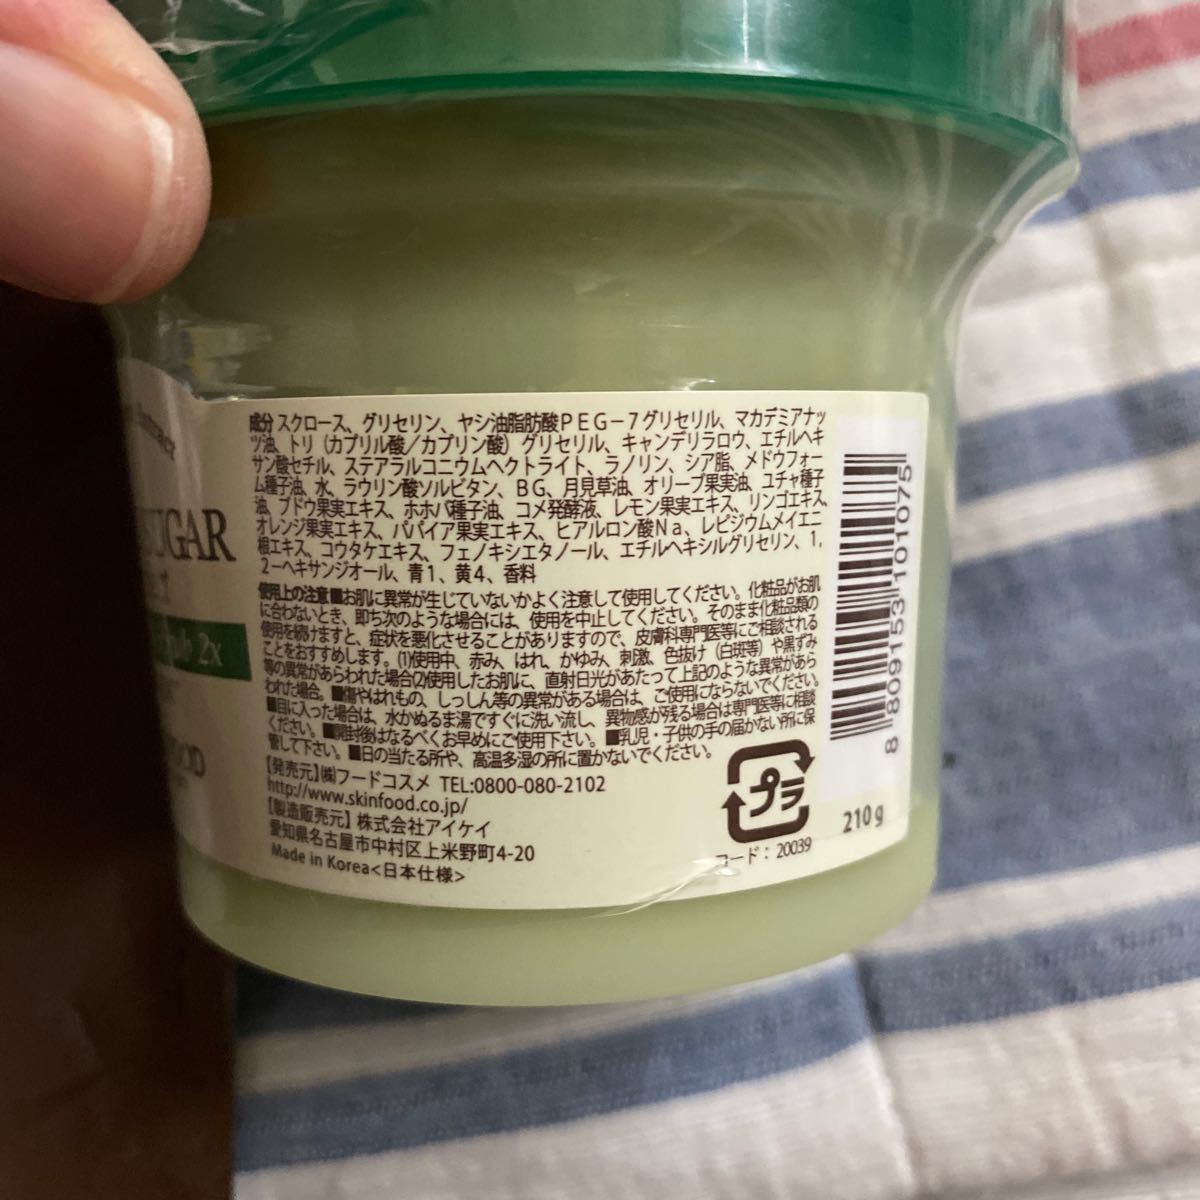 Extract
SUGAR
2x
OOD
成分 スクロース、グリセリン、ヤシ油脂肪酸PEG-7グリセリル、マカデミアナッ
ツ油、トリ（カプリル酸／カプリン酸）グリセリル、キャンデリラロウ、エチルヘキ
サン酸セチル、ステアラルコニウムヘクトライト、ラノリン、シア脂、メドウフォー
ム種子油、水、ラウリン酸ソルビタン、BG、月見草油、オリーブ果実油、ユチャ種子
油、ブドウ果実エキス、ホホバ種子油、コメ発酵液、レモン果実エキス、リンゴエキス、
オレンジ果実エキス、パパイア果実エキス、ヒアルロン酸Na、レピジウムメイエニ
根エキス、コウタケエキス、フェノキシエタノール、エチルヘキシルグリセリン、1,
2-ヘキサンジオール、青1、黄4、香料
使用上の注意■お肌に異常が生じていないかよく注意して使用してください。化粧品がお肌
に合わないとき、即ち次のような場合には、使用を中止してください。そのまま化粧品類の
使用を続けますと、症状を悪化させることがありますので、皮膚科専門医等にご相談される
ことをおすすめします。(1)使用中、赤み、はれ、かゆみ、刺激、色抜け（白斑等）や黒ずみ
等の異常があらわれた場合(2)使用したお肌に、直射日光があたって上記のような異常があら
われた場合。■傷やはれもの、しっしん等の異常がある場合は、ご使用にならないでください。
■目に入った場合は、水かぬるま湯ですぐに洗い流し、異物感が残る場合は専門医等に相談
ください。■開封後はなるべくお早めにご使用下さい。■乳児・子供の手の届かない所に保
管して下さい。■日の当たる所や、高温多湿の所に置かないでください。
【発売元】㈱フードコスメ TEL:0800-080-2102
http://www.skinfood.co.jp/
【製造販売元】株式会社アイケイ
愛知県名古屋市中村区上米野町4-20
Made in Korea<日本仕様>
プラ
コード：20039
210g
8 809153 101075